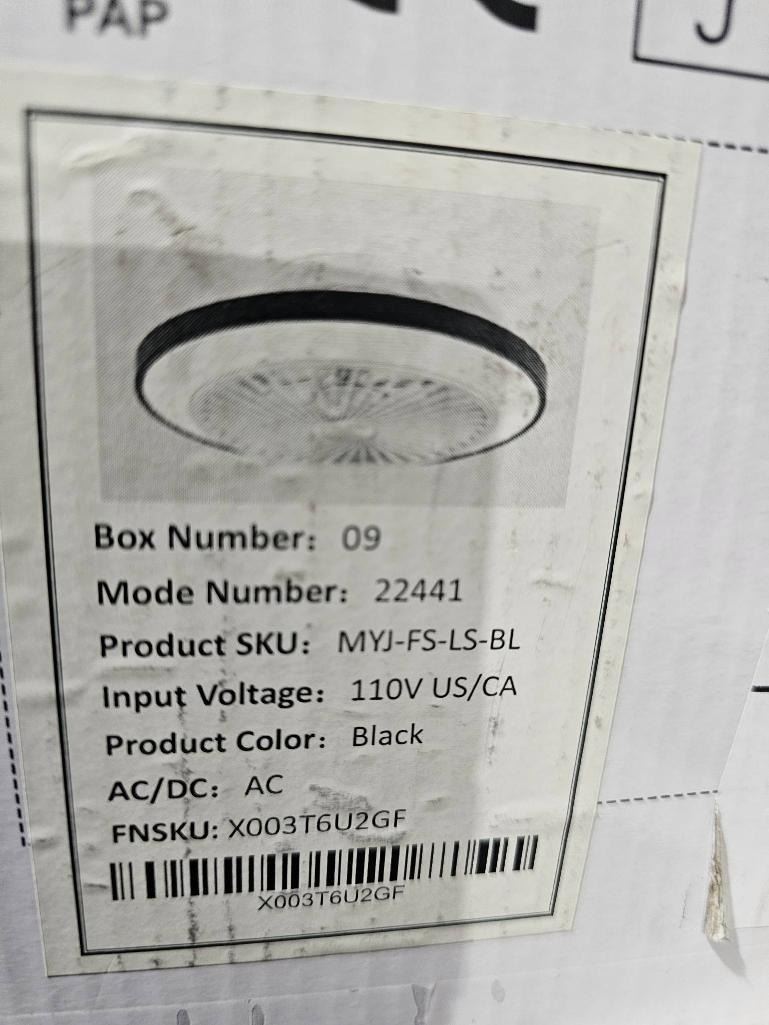 PAP
J
Box Number: 09
Mode Number: 22441
Product SKU: MYJ-FS-LS-BL
Input Voltage: 110V US/CA
Product Color: Black
AC/DC: AC
FNSKU: X003T6U2GF
X003T6U2GF